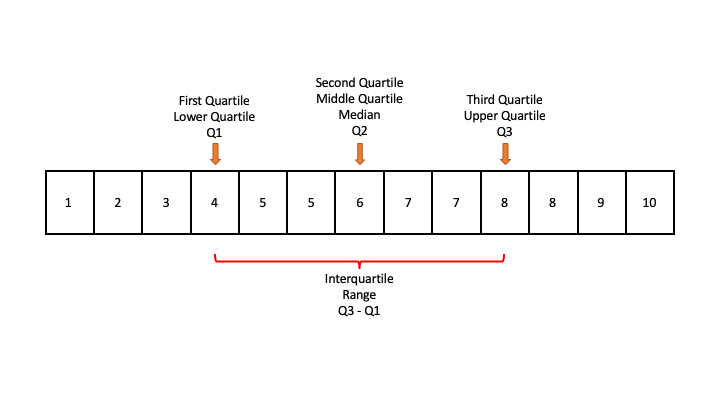 First Quartile
Lower Quartile
Q1
Second Quartile
Middle Quartile
Median
Q2
Third Quartile
Upper Quartile
Q3
1 2 3 4 5 5 6 7 7 8 8 9 10
Interquartile
Range
Q3 - Q1